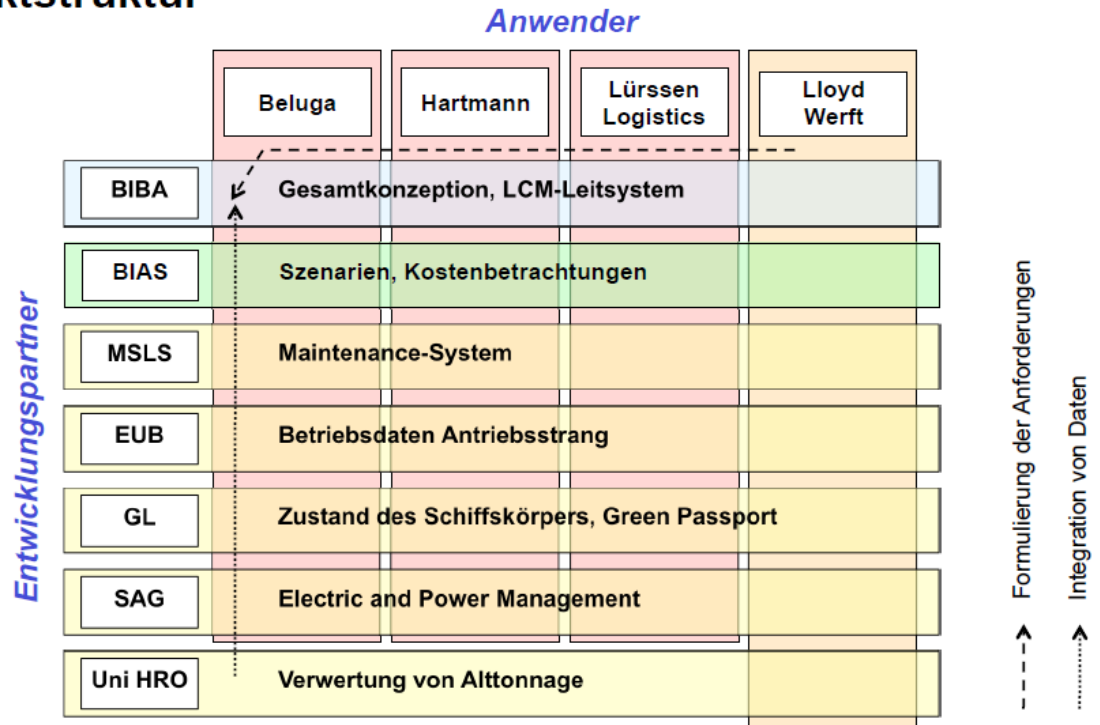 Anwender
Beluga
Hartmann
Lürssen
Logistics
Lloyd
Werft
Entwicklungspartner
BIBA
Gesamtkonzeption, LCM-Leitsystem
BIAS
Szenarien, Kostenbetrachtungen
MSLS
Maintenance-System
EUB
Betriebsdaten Antriebsstrang
GL
Zustand des Schiffskörpers, Green Passport
SAG
Electric and Power Management
Uni HRO
Verwertung von Alttonnage
Formulierung der Anforderungen
Integration von Daten